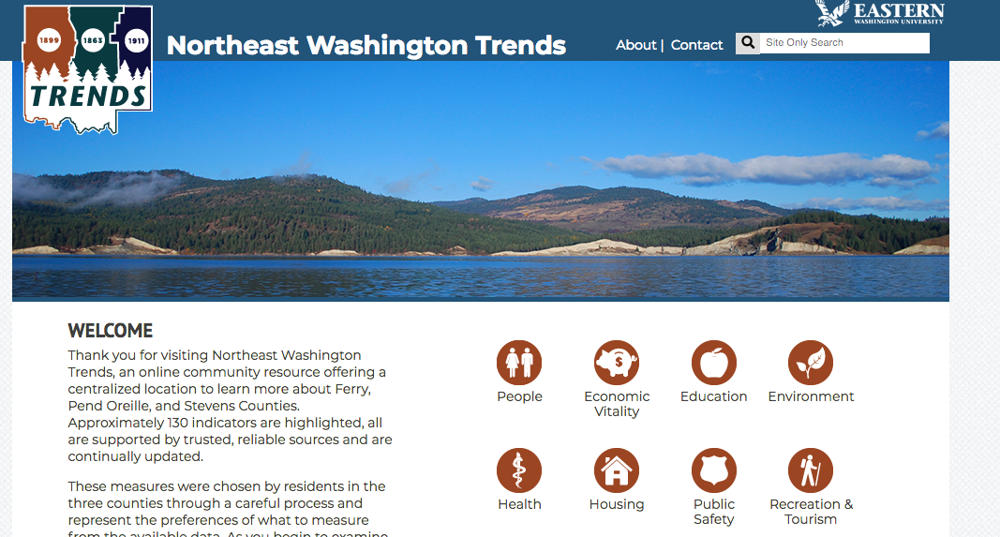 1899 1863 1911
TRENDS
Northeast Washington Trends
EASTERN
WASHINGTON UNIVERSITY
About | Contact
Site Only Search
WELCOME
Thank you for visiting Northeast Washington
Trends, an online community resource offering a
centralized location to learn more about Ferry,
Pend Oreille, and Stevens Counties.
Approximately 130 indicators are highlighted, all
are supported by trusted, reliable sources and are
continually updated.
These measures were chosen by residents in the
three counties through a careful process and
represent the preferences of what to measure
from the available data. As you begin to examine
People
Economic
Vitality
Education
Environment
Health
Housing
Public
Safety
Recreation &
Tourism